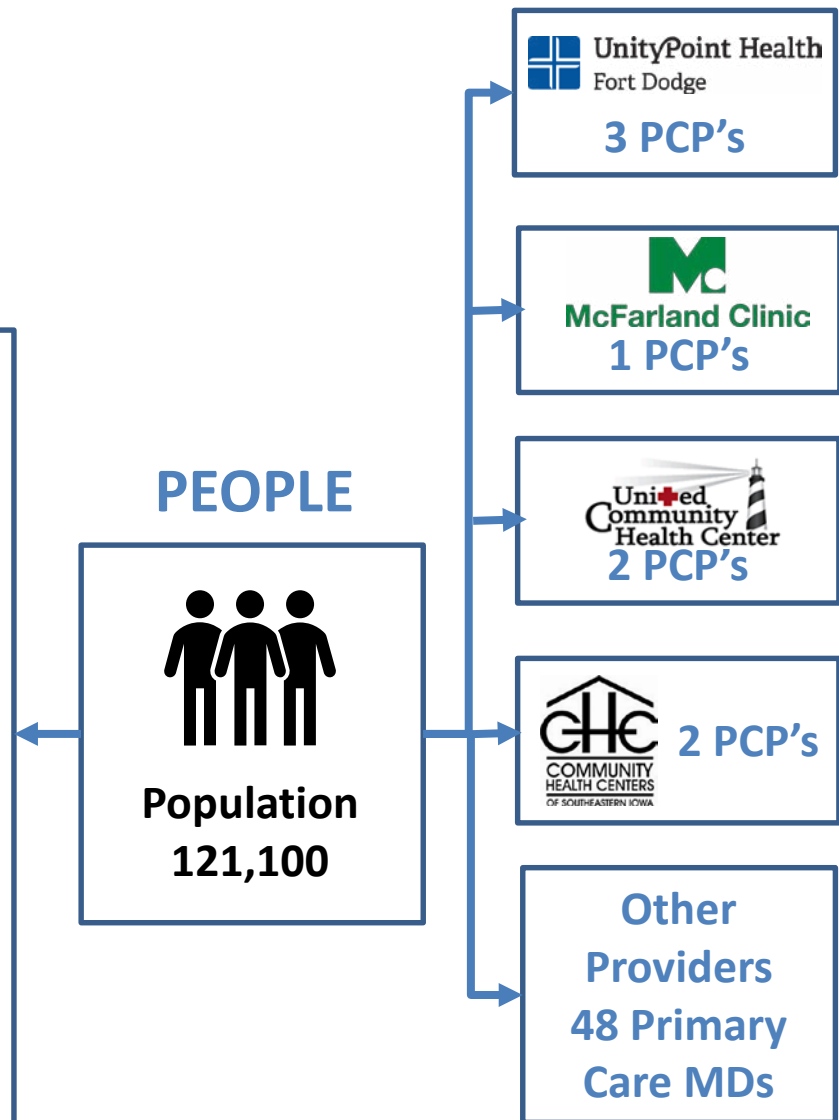 UnityPoint Health
Fort Dodge
3 PCP's
Mc
McFarland Clinic
1 PCP's
United
Community
Health Center
2 PCP's
PEOPLE
Population
121,100
CHC
COMMUNITY
HEALTH CENTERS
OF SOUTHEASTERN IOWA
2 PCP's
Other
Providers
48 Primary
Care MDs